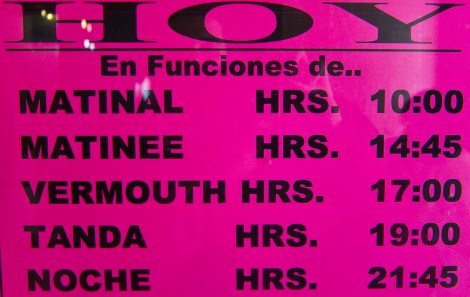 HOY
En Funciones de..
MATINAL HRS. 10:00
MATINEE HRS. 14:45
VERMOUTH HRS. 17:00
TANDA HRS. 19:00
NOCHE HRS. 21:45